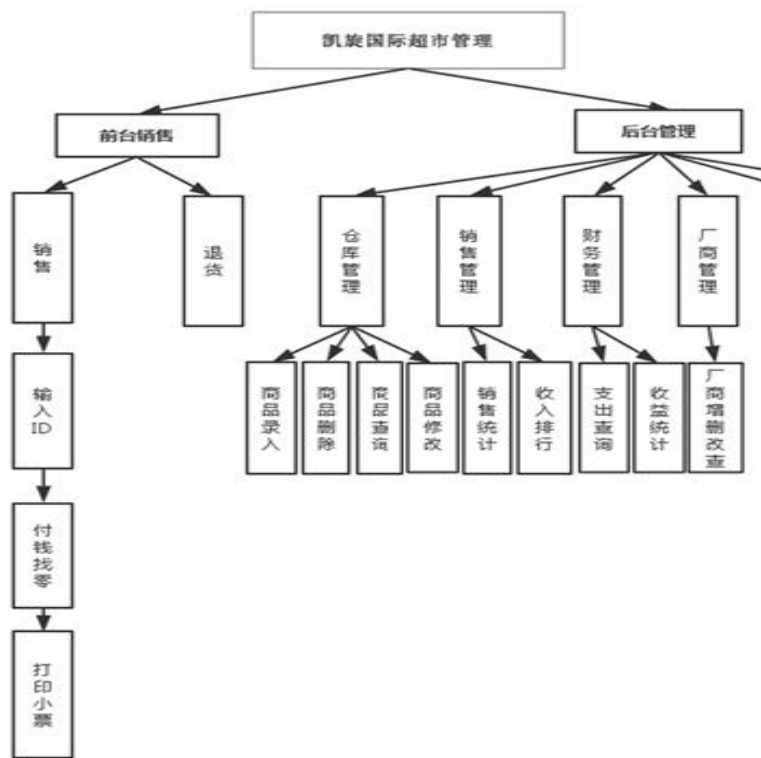 凯旋国际超市管理
前台销售
后台管理
销售
退货
仓库管理
销售管理
财务管理
厂商管理
输入
ID
商品录入
商品删除
商品查询
商品修改
销售统计
收入排行
支出查询
收益统计
厂商增删改查
付钱找零
打印小票